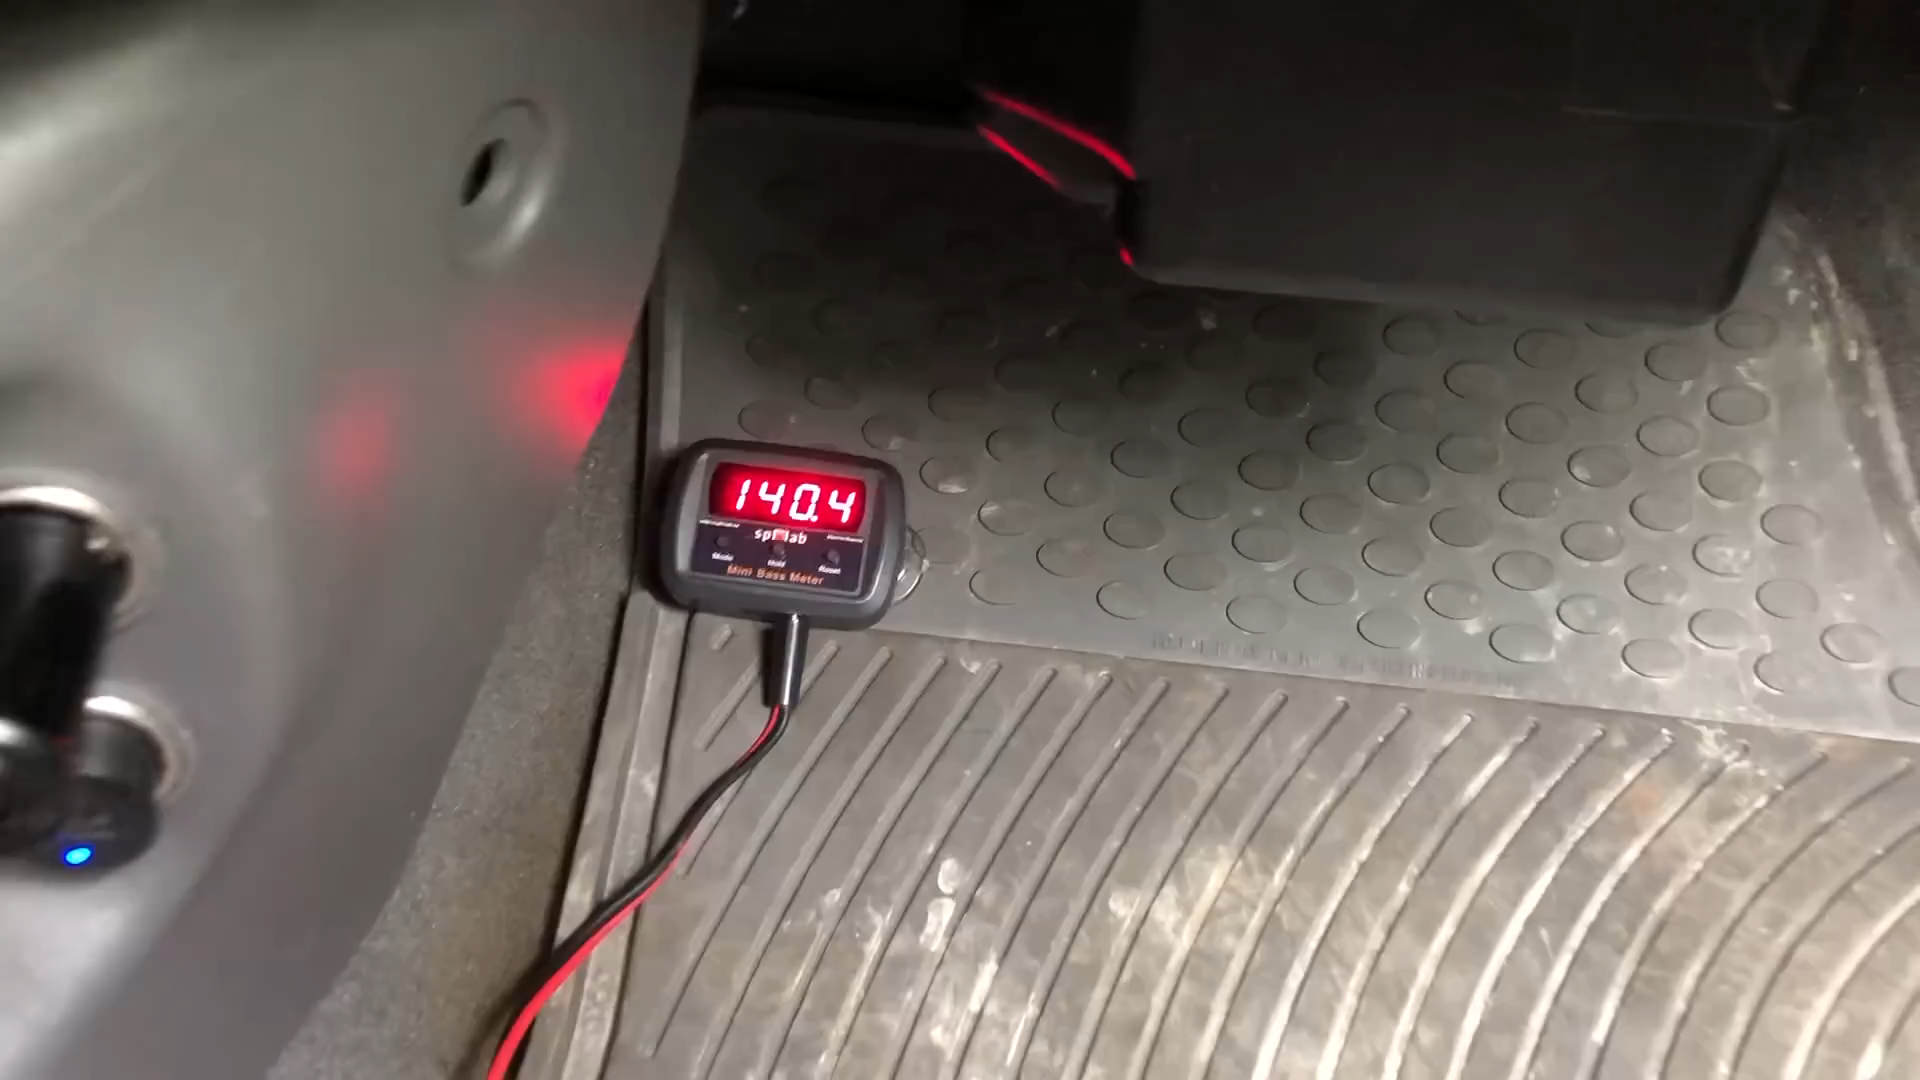 140.4
spl lab
Mode
Hold
Reset
Mini Bass Meter